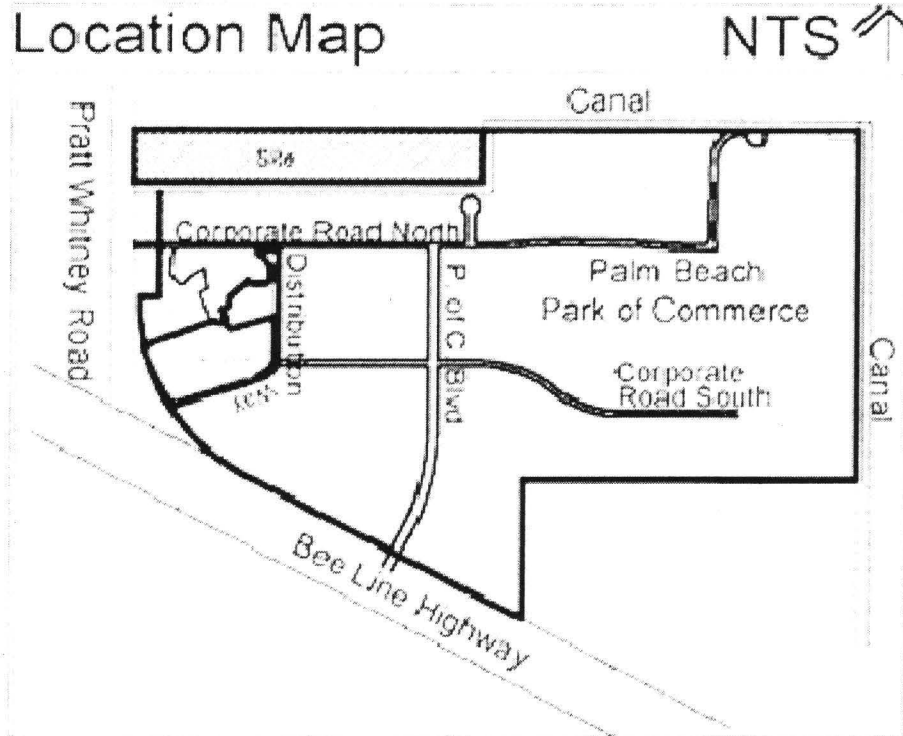 Location Map
NTS
Canal
Pratt Whitney Road
Site
Corporate Road North
Palm Beach
Park of Commerce
Distribution
Way
P. of C. Blvd
Corporate
Road South
Canal
Bee Line Highway